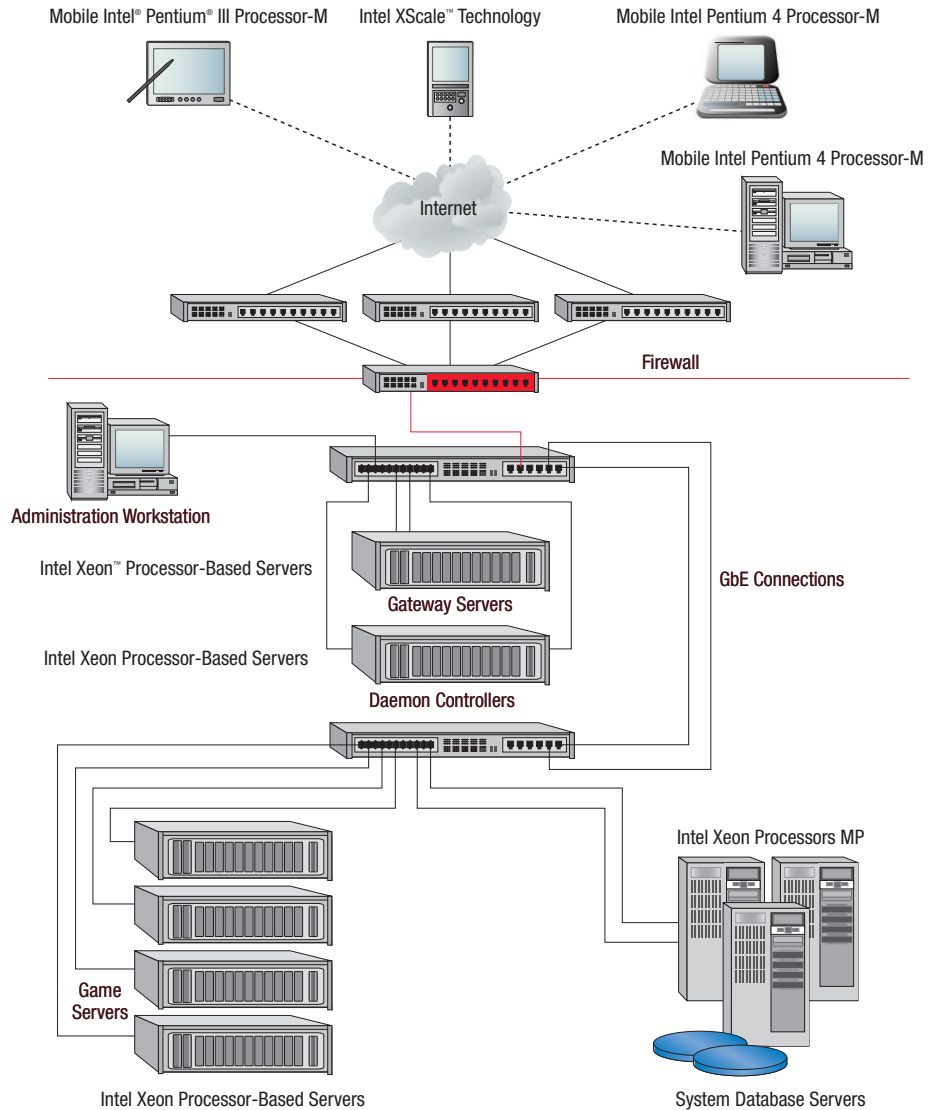 Mobile Intel® Pentium® III Processor-M
Intel XScale™ Technology
Mobile Intel Pentium 4 Processor-M
Mobile Intel Pentium 4 Processor-M
Internet
Firewall
Administration Workstation
Intel Xeon™ Processor-Based Servers
Gateway Servers
GbE Connections
Intel Xeon Processor-Based Servers
Daemon Controllers
Intel Xeon Processors MP
Game
Servers
Intel Xeon Processor-Based Servers
System Database Servers